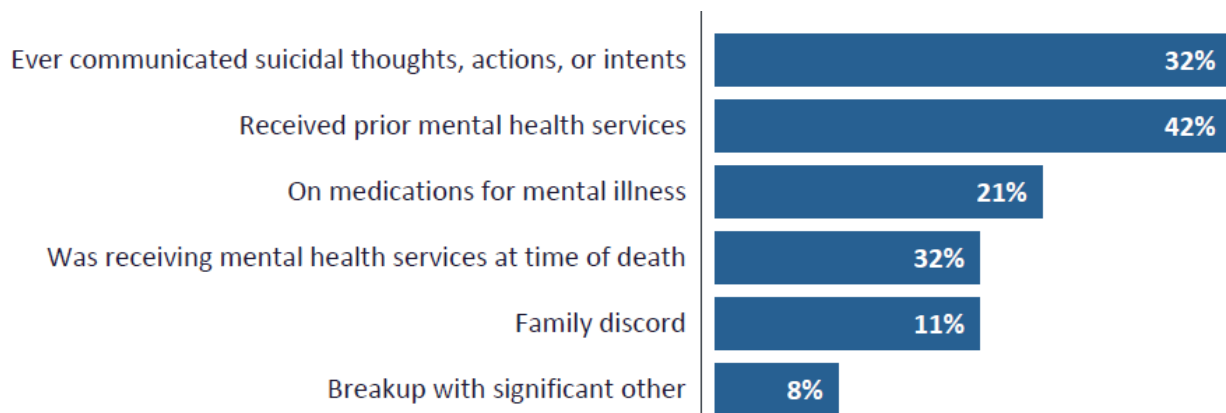 Ever communicated suicidal thoughts, actions, or intents 32%
Received prior mental health services 42%
On medications for mental illness 21%
Was receiving mental health services at time of death 32%
Family discord 11%
Breakup with significant other 8%